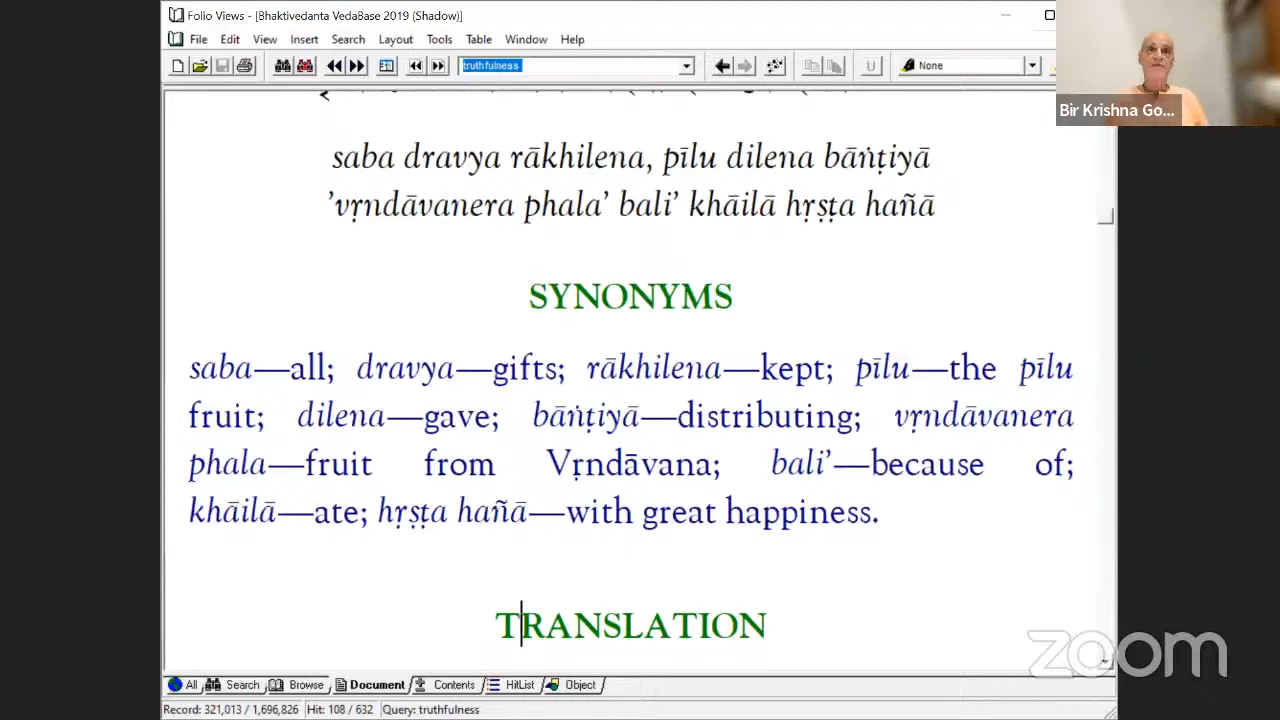 Folio Views - [Bhaktivedanta VedaBase 2019 (Shadow)]
File Edit View Insert Search Layout Tools Table Window Help
truthfulness
U
None
Bir Krishna Go...
saba dravya rākhilena, pīlu dilena bāṅṭiyā
’vṛndāvanera phala’ bali’ khāilā hṛṣṭa hañā
SYNONYMS
saba—all; dravya—gifts; rākhilena—kept; pīlu—the pīlu
fruit; dilena—gave; bāṅṭiyā—distributing; vṛndāvanera
phala—fruit from Vṛndāvana; bali’—because of;
khāilā—ate; hṛṣṭa hañā—with great happiness.
TRANSLATION
zoom
All Search Browse Document Contents HitList Object
Record: 321,013 / 1,696,826 Hit: 108 / 632 Query: truthfulness